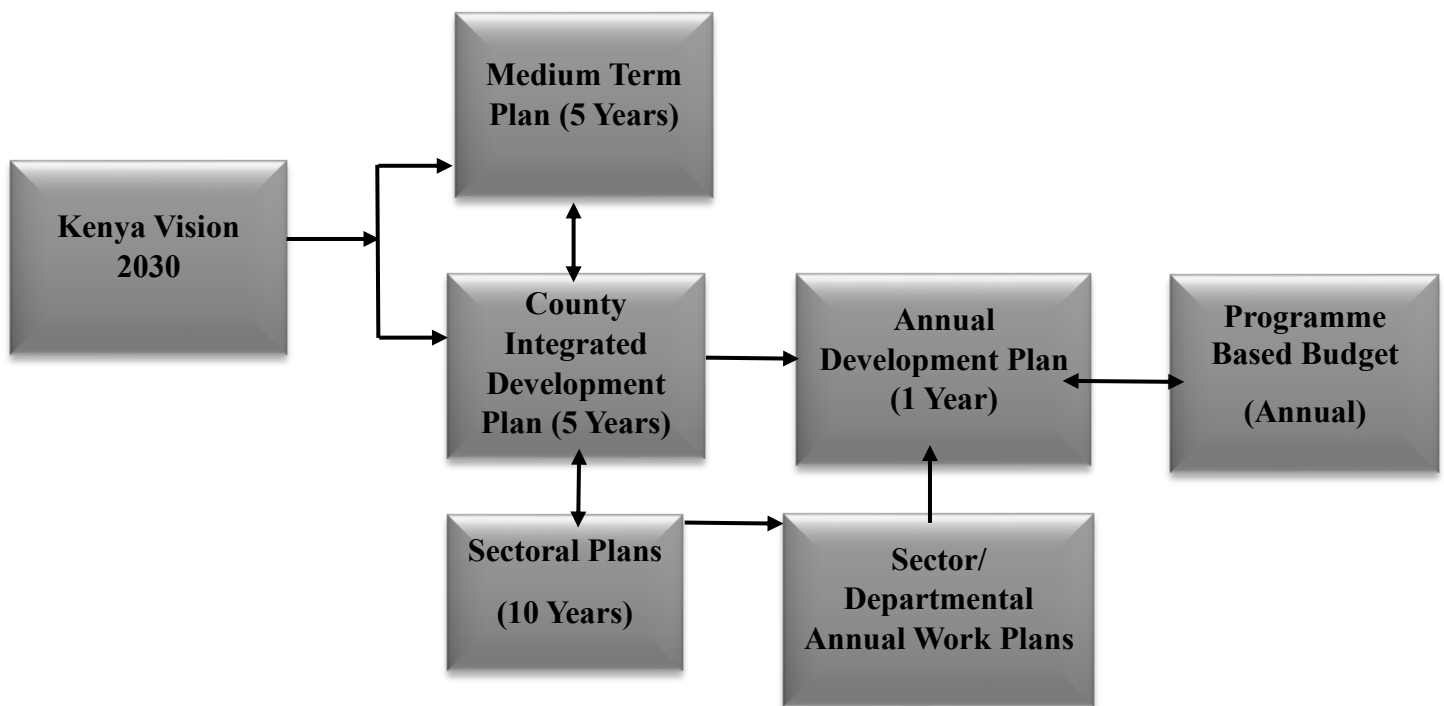 Medium Term
Plan (5 Years)
Kenya Vision
2030
County
Integrated
Development
Plan (5 Years)
Annual
Development Plan
(1 Year)
Programme
Based Budget
(Annual)
Sectoral Plans
(10 Years)
Sector/
Departmental
Annual Work Plans